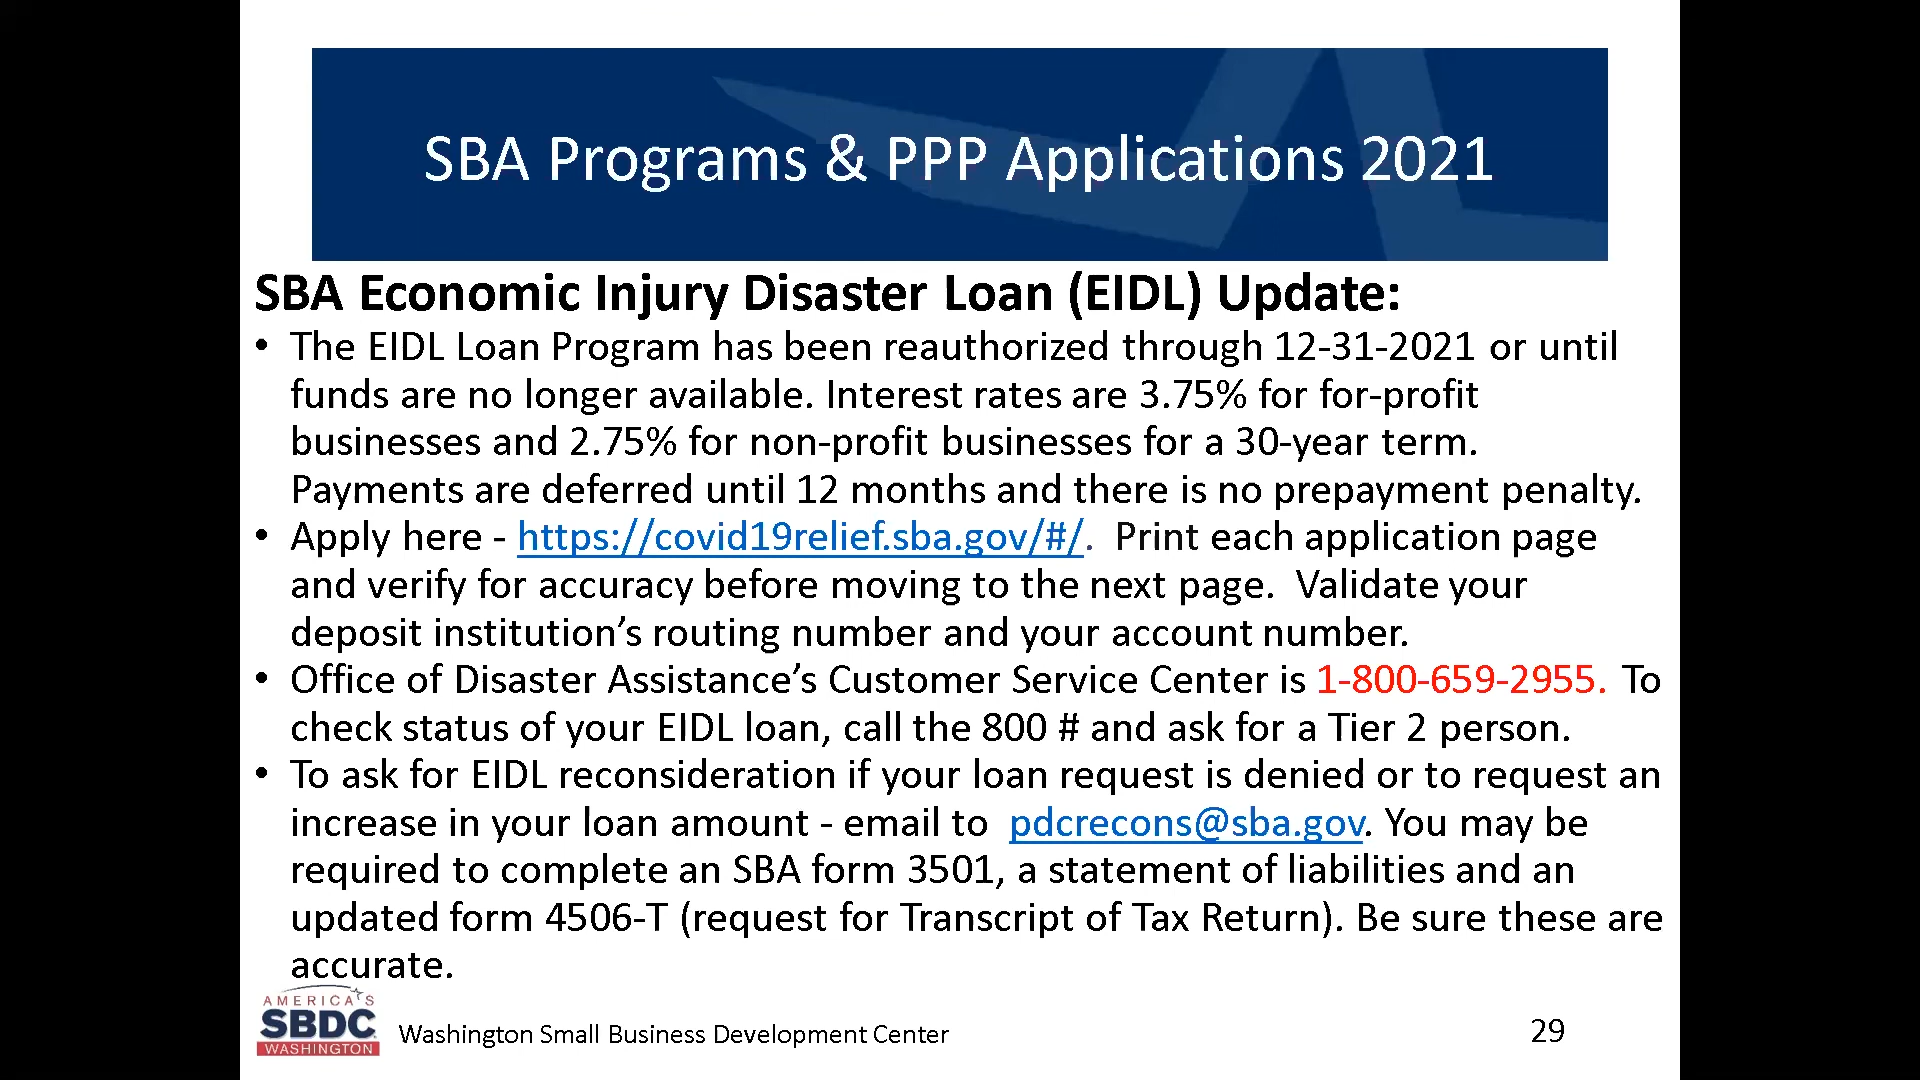 SBA Programs & PPP Applications 2021
SBA Economic Injury Disaster Loan (EIDL) Update:
• The EIDL Loan Program has been reauthorized through 12-31-2021 or until
funds are no longer available. Interest rates are 3.75% for for-profit
businesses and 2.75% for non-profit businesses for a 30-year term.
Payments are deferred until 12 months and there is no prepayment penalty.
• Apply here - https://covid19relief.sba.gov/#/.  Print each application page
and verify for accuracy before moving to the next page.  Validate your
deposit institution’s routing number and your account number.
• Office of Disaster Assistance’s Customer Service Center is 1-800-659-2955. To
check status of your EIDL loan, call the 800 # and ask for a Tier 2 person.
• To ask for EIDL reconsideration if your loan request is denied or to request an
increase in your loan amount - email to  pdcrecons@sba.gov. You may be
required to complete an SBA form 3501, a statement of liabilities and an
updated form 4506-T (request for Transcript of Tax Return). Be sure these are
accurate.
AMERICA'S
SBDC
WASHINGTON
Washington Small Business Development Center
29